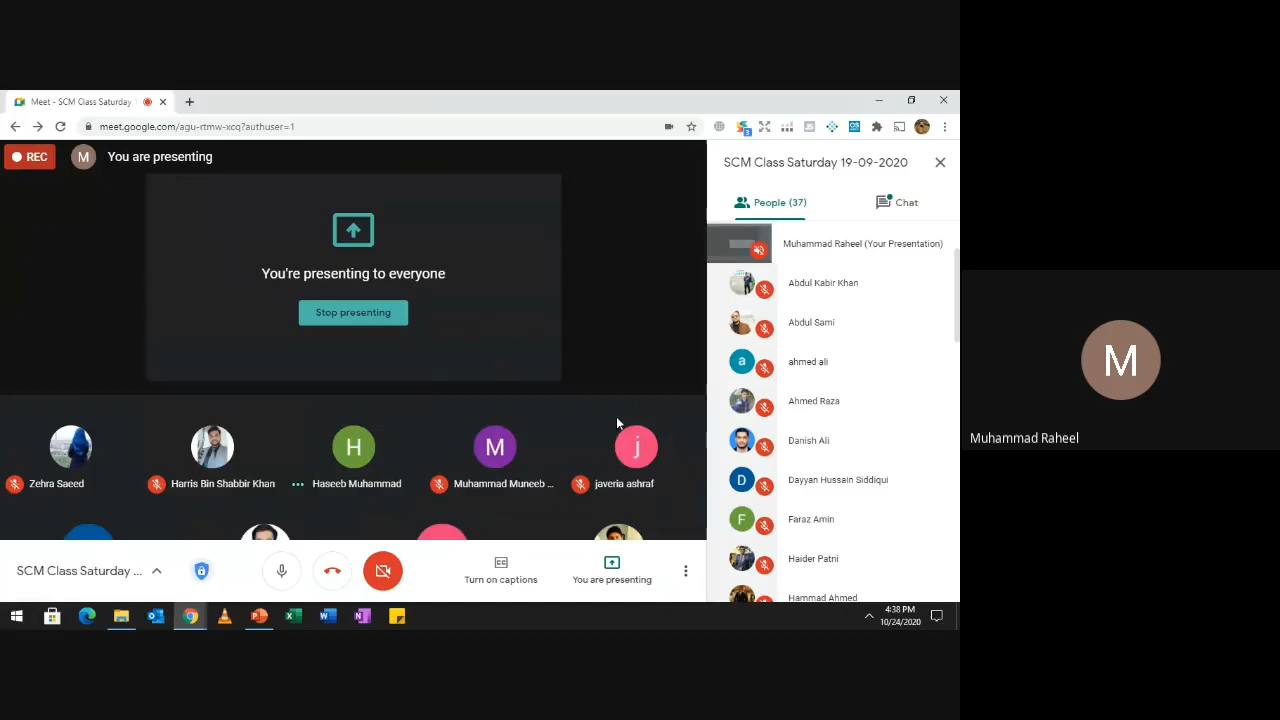 Meet - SCM Class Saturday
meet.google.com/agu-rtmw-xcq?authuser=1
REC
M
You are presenting
You're presenting to everyone
Stop presenting
H
M
j
Zehra Saeed
Harris Bin Shabbir Khan
Haseeb Muhammad
Muhammad Muneeb ...
javeria ashraf
SCM Class Saturday ...
Turn on captions
You are presenting
SCM Class Saturday 19-09-2020
People (37)
Chat
Muhammad Raheel (Your Presentation)
Abdul Kabir Khan
Abdul Sami
a
ahmed ali
Ahmed Raza
Danish Ali
D
Dayyan Hussain Siddiqui
F
Faraz Amin
Haider Patni
Hammad Ahmed
4:38 PM
10/24/2020
M
Muhammad Raheel